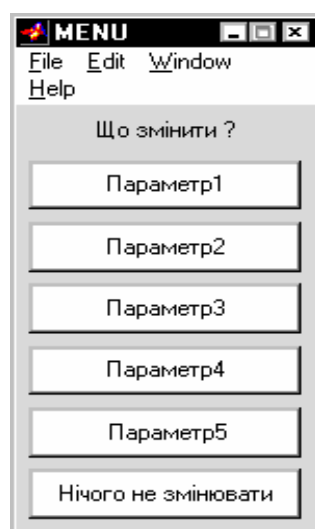 MENU
File Edit Window
Help
Що змінити ?
Параметр1
Параметр2
Параметр3
Параметр4
Параметр5
Нічого не змінювати